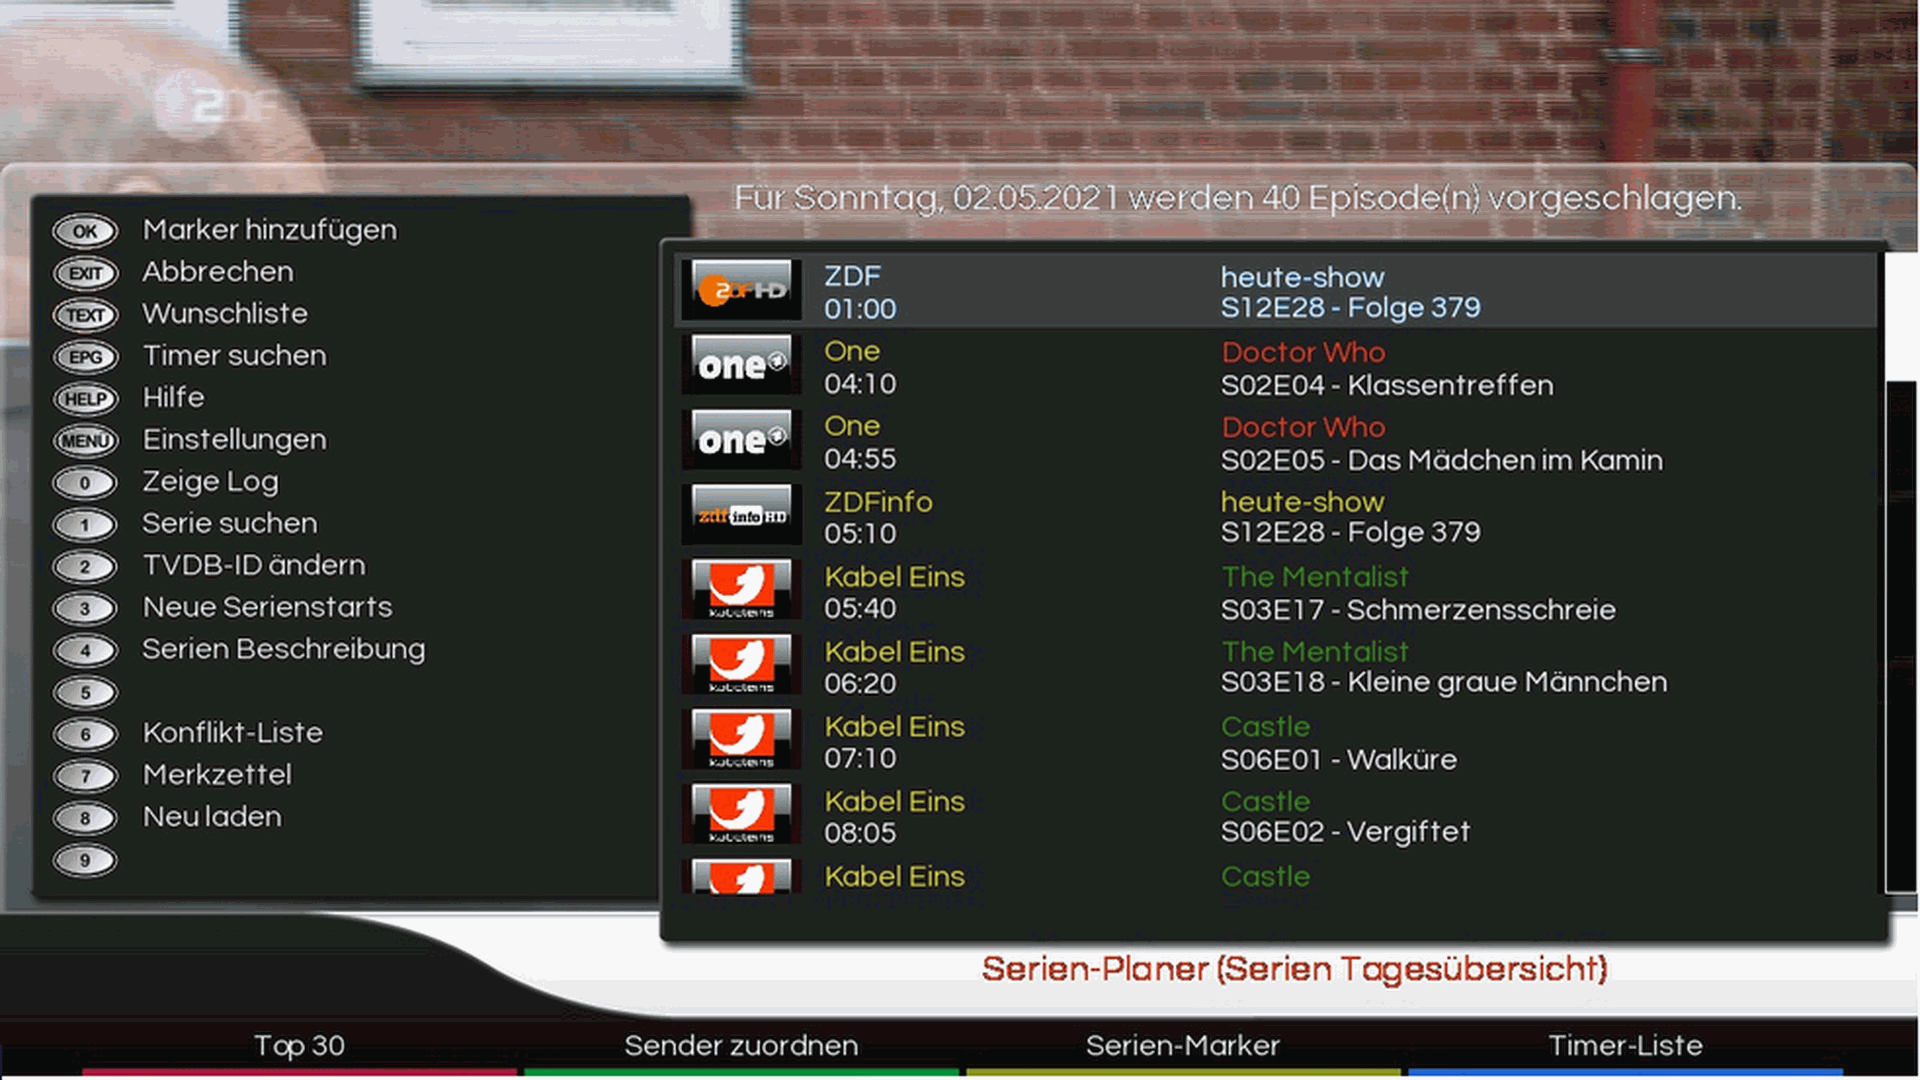 2DF
Für Sonntag, 02.05.2021 werden 40 Episode(n) vorgeschlagen.
OK Marker hinzufügen
EXIT Abbrechen
TEXT Wunschliste
EPG Timer suchen
HELP Hilfe
MENÜ Einstellungen
0 Zeige Log
1 Serie suchen
2 TVDB-ID ändern
3 Neue Serienstarts
4 Serien Beschreibung
5
6 Konflikt-Liste
7 Merkzettel
8 Neu laden
9
2DF HD ZDF heute-show
01:00 S12E28 - Folge 379
one One Doctor Who
04:10 S02E04 - Klassentreffen
one One Doctor Who
04:55 S02E05 - Das Mädchen im Kamin
zdf info HD ZDFinfo heute-show
05:10 S12E28 - Folge 379
Kabel Eins The Mentalist
kabeleins 05:40 S03E17 - Schmerzensschreie
Kabel Eins The Mentalist
kabeleins 06:20 S03E18 - Kleine graue Männchen
Kabel Eins Castle
kabeleins 07:10 S06E01 - Walküre
Kabel Eins Castle
kabeleins 08:05 S06E02 - Vergiftet
Kabel Eins Castle
Serien-Planer (Serien Tagesübersicht)
Top 30 Sender zuordnen Serien-Marker Timer-Liste